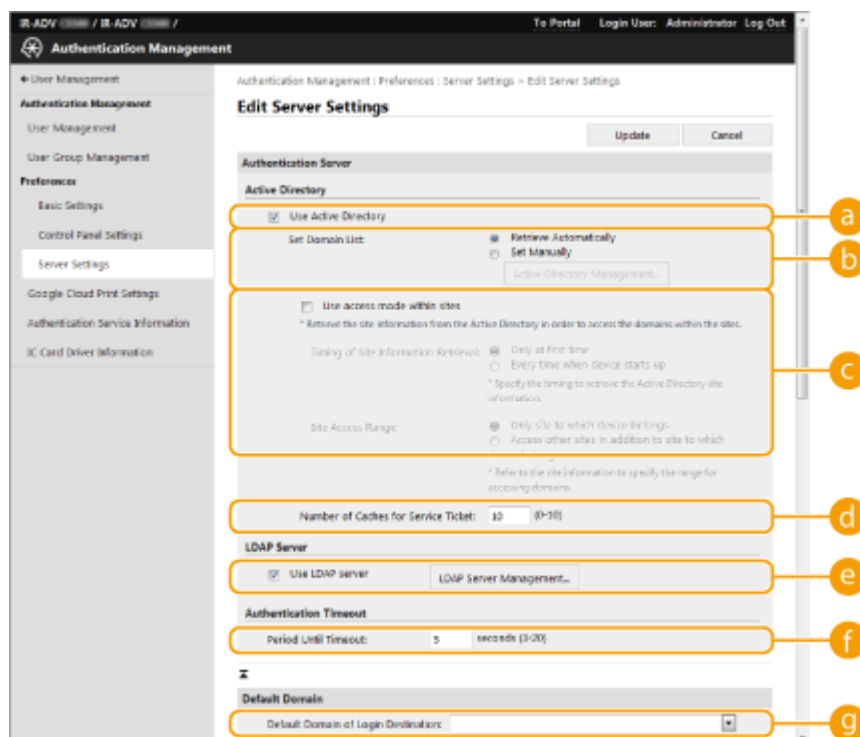 IR-ADV / IR-ADV /
To Portal Login User: Administrator Log Out
Authentication Management
User Management
Authentication Management
User Management
User Group Management
Preferences
Basic Settings
Control Panel Settings
Server Settings
Google Cloud Print Settings
Authentication Service Information
IC Card Driver Information
Authentication Management : Preferences : Server Settings > Edit Server Settings
Edit Server Settings
Update Cancel
Authentication Server
Active Directory
Use Active Directory
a
Set Domain List: Retrieve Automatically
Set Manually
Active Directory Management...
b
Use access mode within sites
* Retrieve the site information from the Active Directory in order to access the domains within the sites.
Timing of Site Information Retrieval: Only at first time
Every time when device starts up
* Specify the timing to retrieve the Active Directory site
information.
c
Site Access Range: Only site to which device belongs
Access other sites in addition to site to which
* Refer to the site information to specify the range for
accessing domains.
Number of Caches for Service Ticket: 10 (0-10)
d
LDAP Server
Use LDAP server LDAP Server Management...
e
Authentication Timeout
Period Until Timeout: 5 seconds (3-20)
f
Default Domain
Default Domain of Login Destination:
g